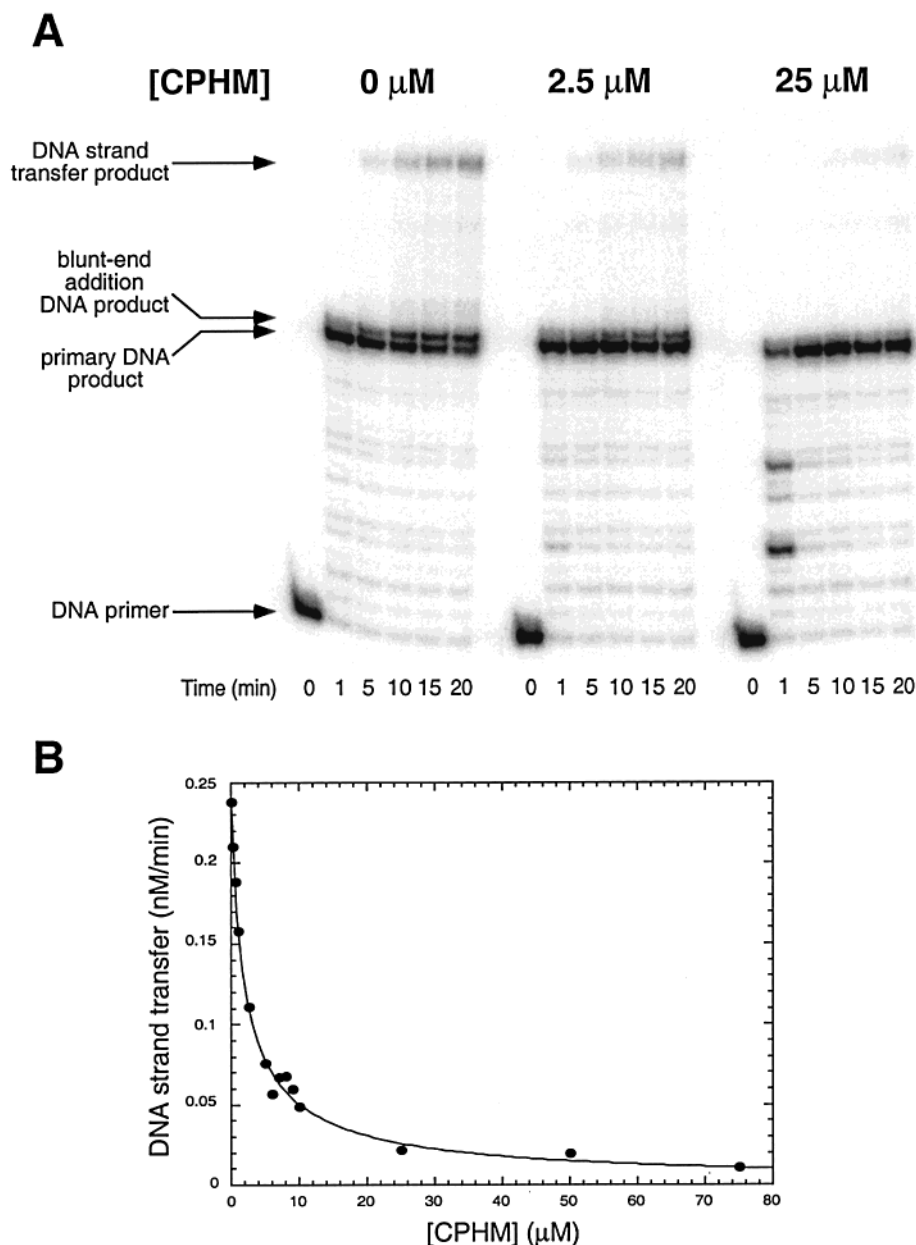 A
[CPHM] 0 μM 2.5 μM 25 μM
DNA strand
transfer product
blunt-end
addition
DNA product
primary DNA
product
DNA primer
Time (min) 0 1 5 10 15 20 0 1 5 10 15 20 0 1 5 10 15 20
B
DNA strand transfer (nM/min)
0.25
0.2
0.15
0.1
0.05
0
0 10 20 30 40 50 60 70 80
[CPHM] (μM)